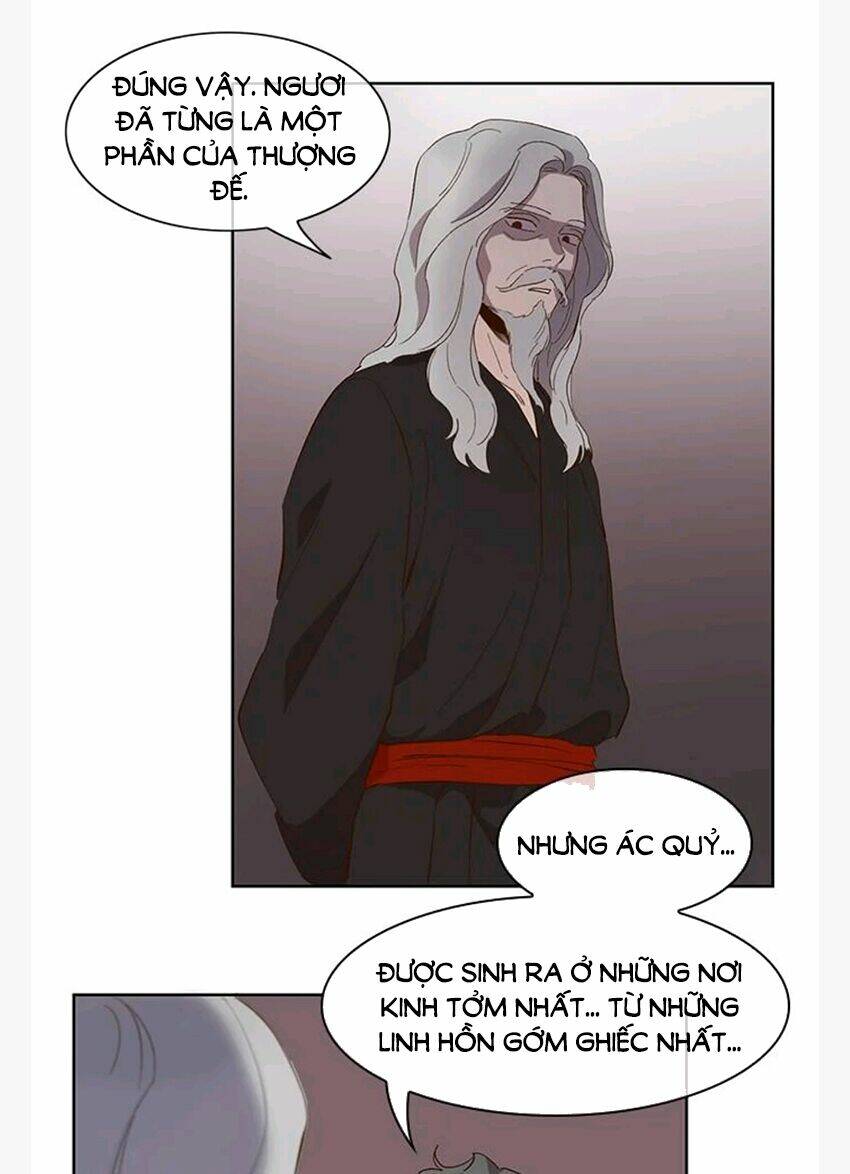 ĐÚNG VẬY. NGƯƠI
ĐÃ TỪNG LÀ MỘT
PHẦN CỦA THƯỢNG
ĐẾ.
NHƯNG ÁC QUỶ...
ĐƯỢC SINH RA Ở NHỮNG NƠI
KINH TỞM NHẤT... TỪ NHỮNG
LINH HỒN GỚM GHIẾC NHẤT...